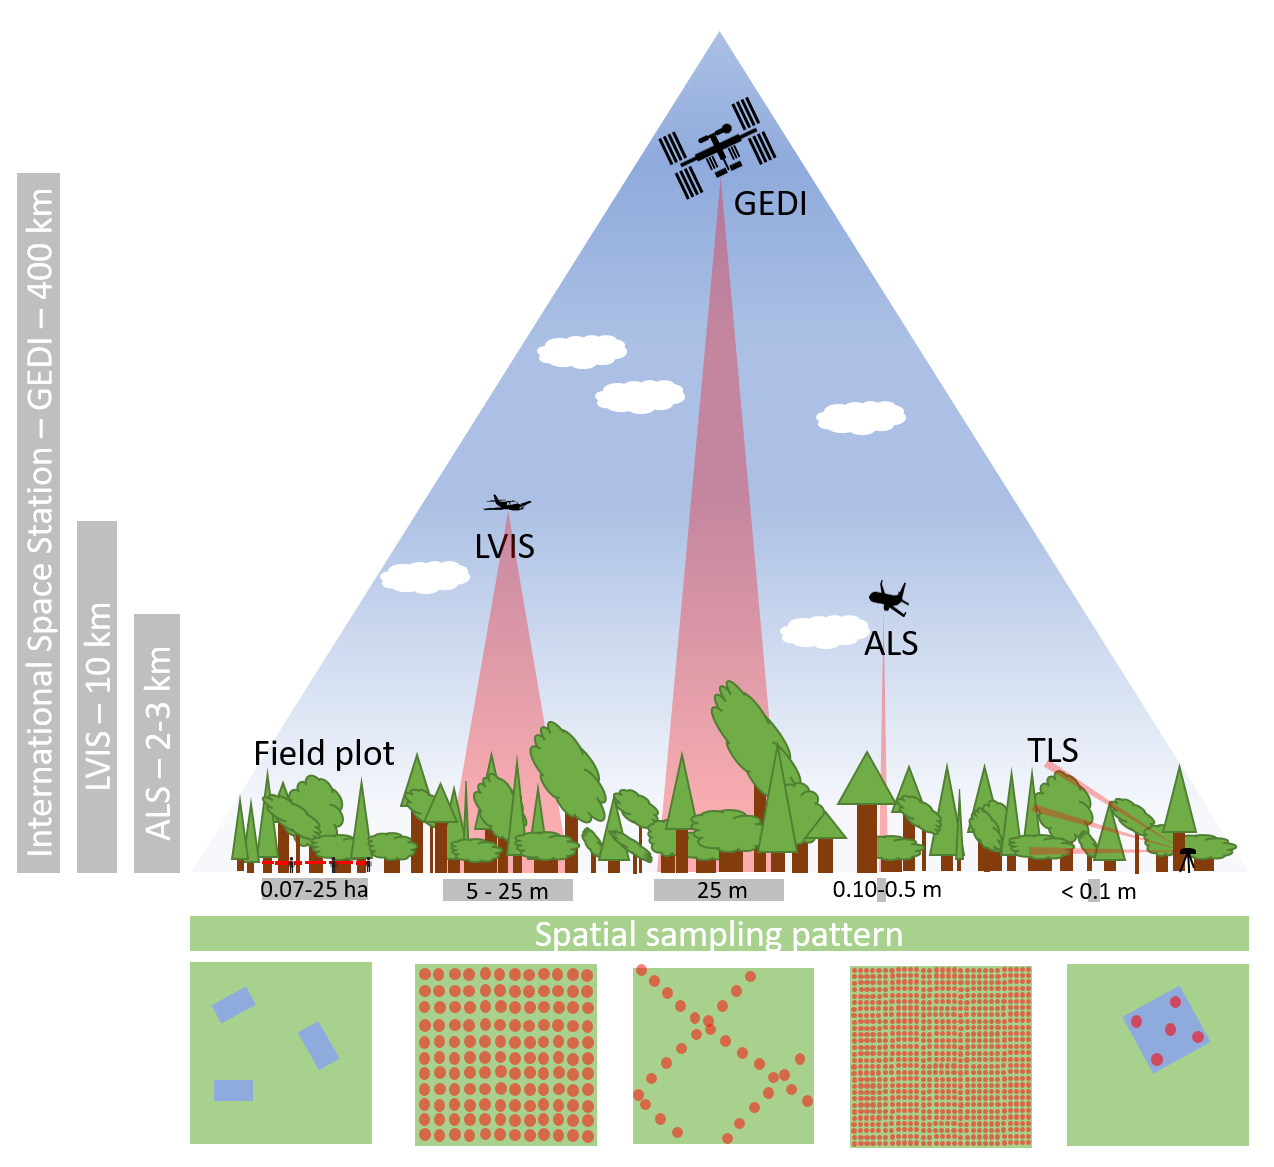 International Space Station – GEDI – 400 km
LVIS – 10 km
ALS – 2-3 km
GEDI
LVIS
ALS
Field plot
TLS
0.07-25 ha
5 - 25 m
25 m
0.10-0.5 m
< 0.1 m
Spatial sampling pattern